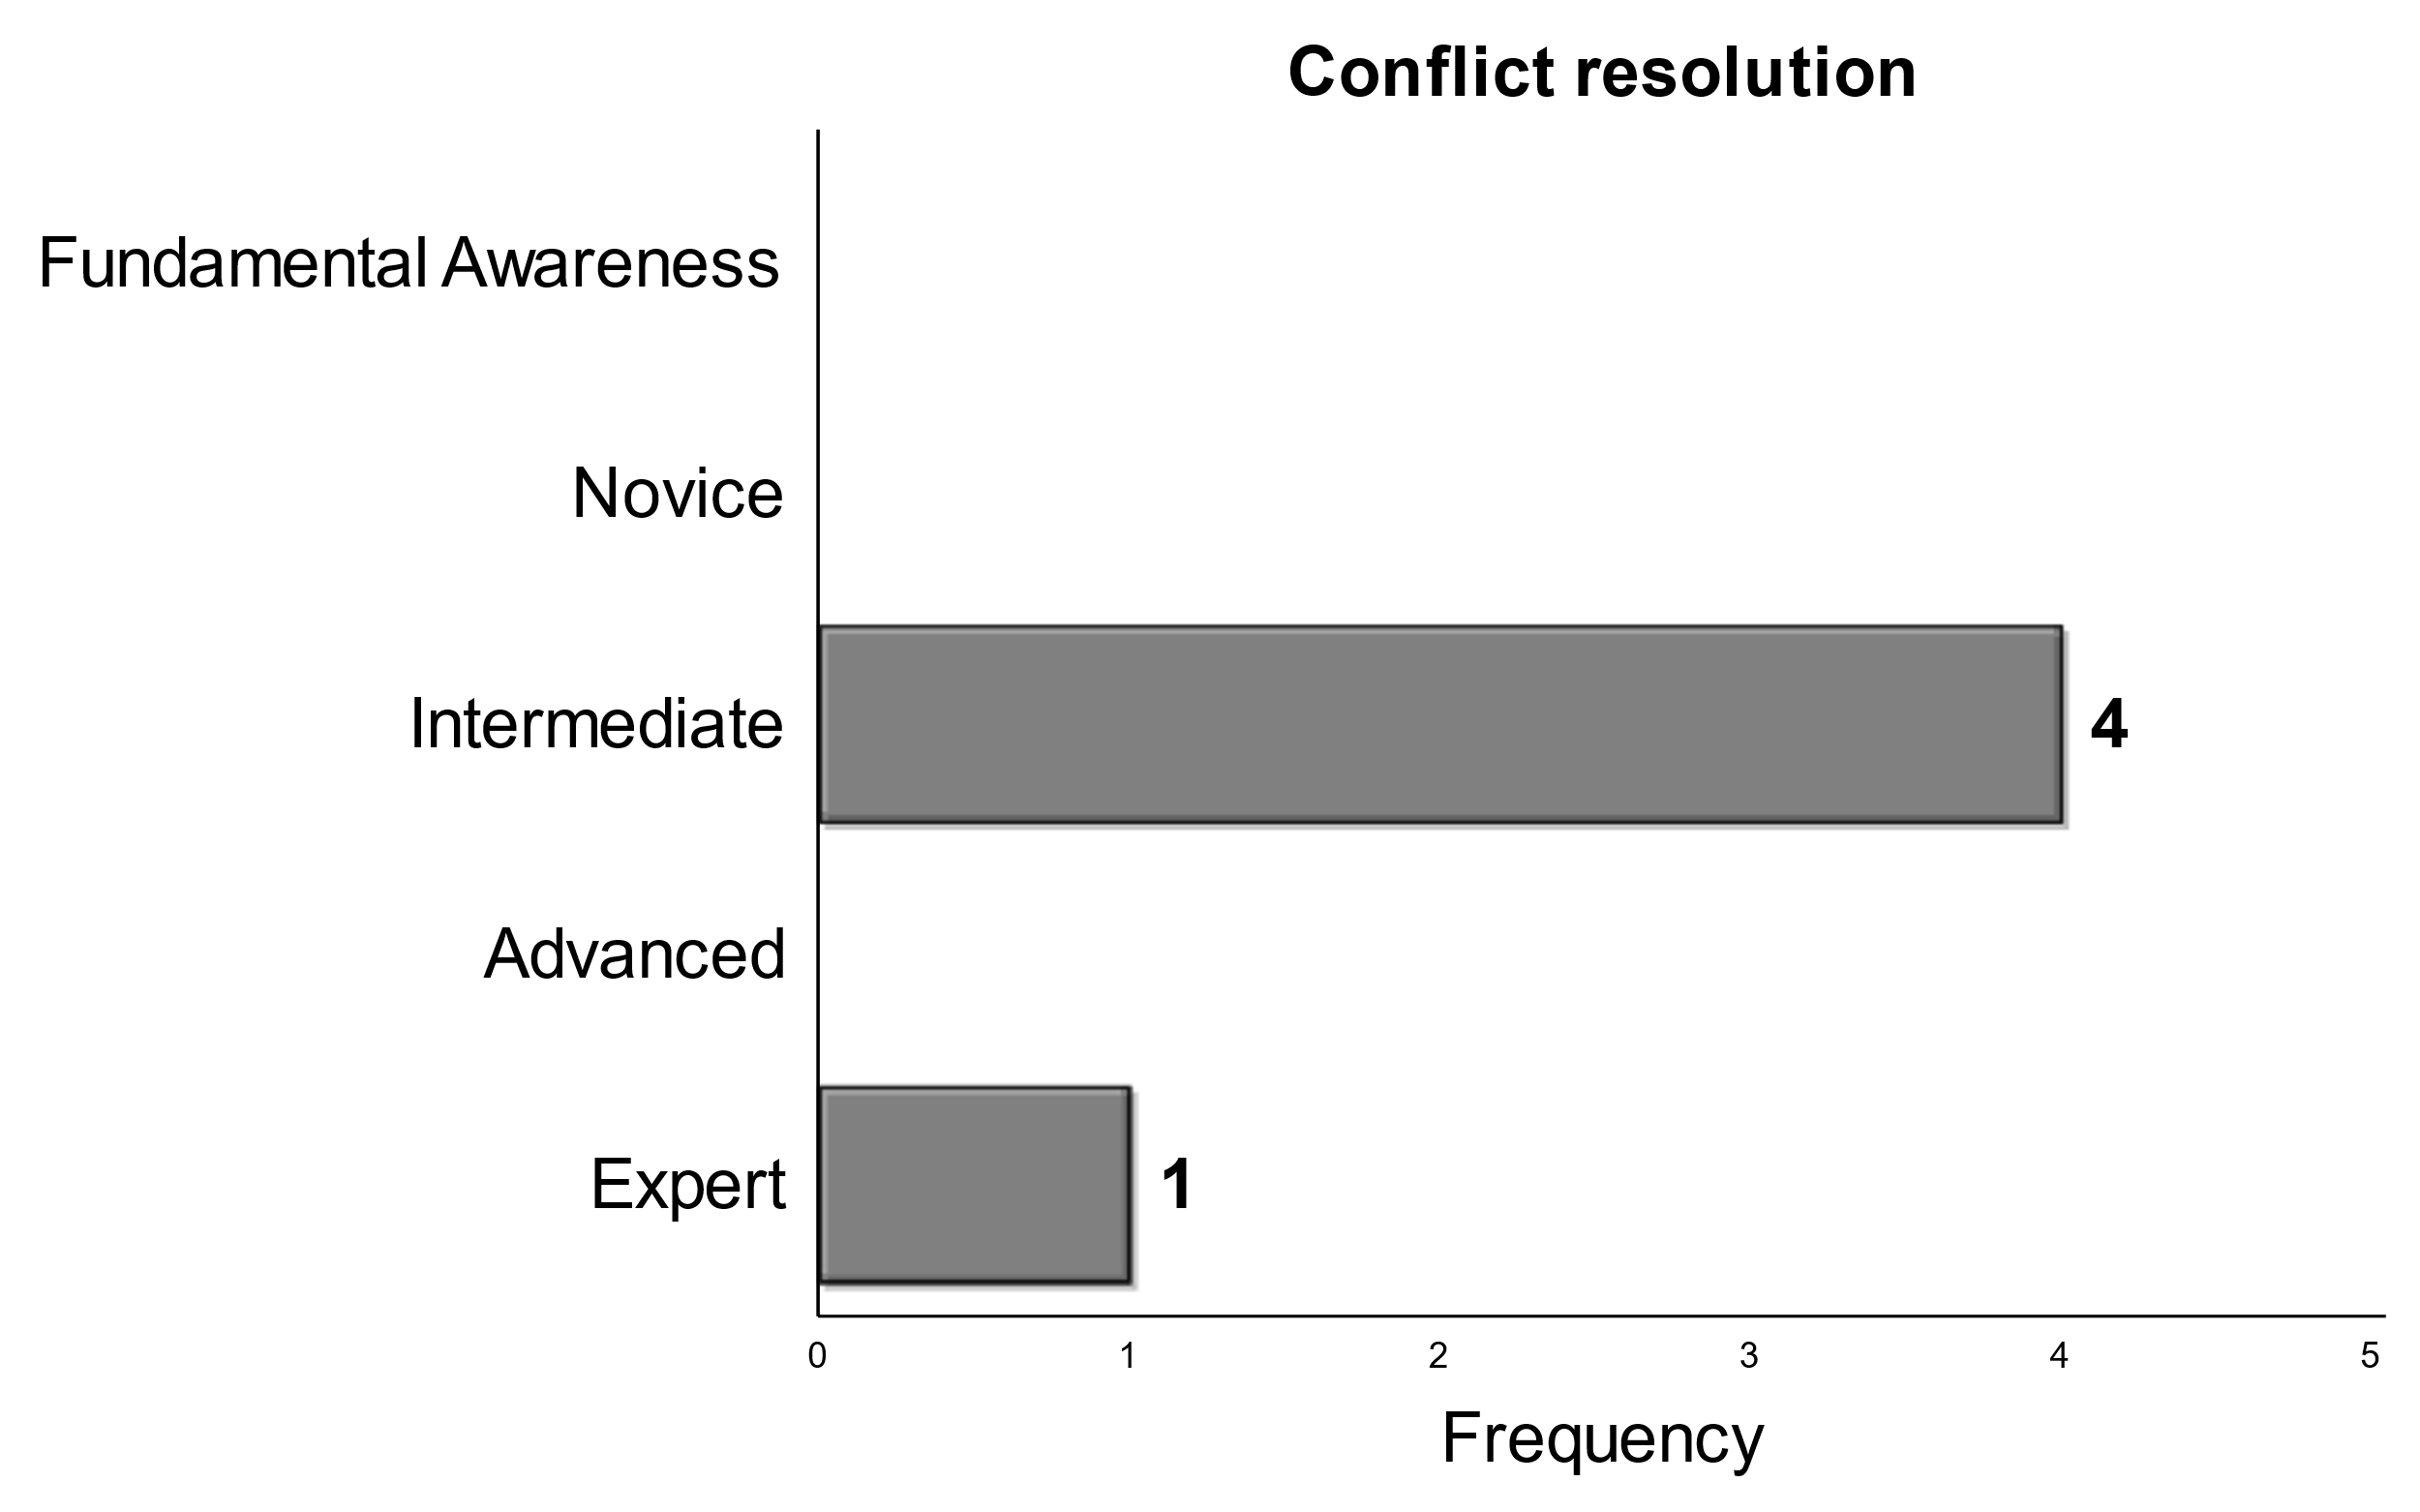 Conflict resolution
Fundamental Awareness
Novice
Intermediate
4
Advanced
Expert
1
0 1 2 3 4 5
Frequency